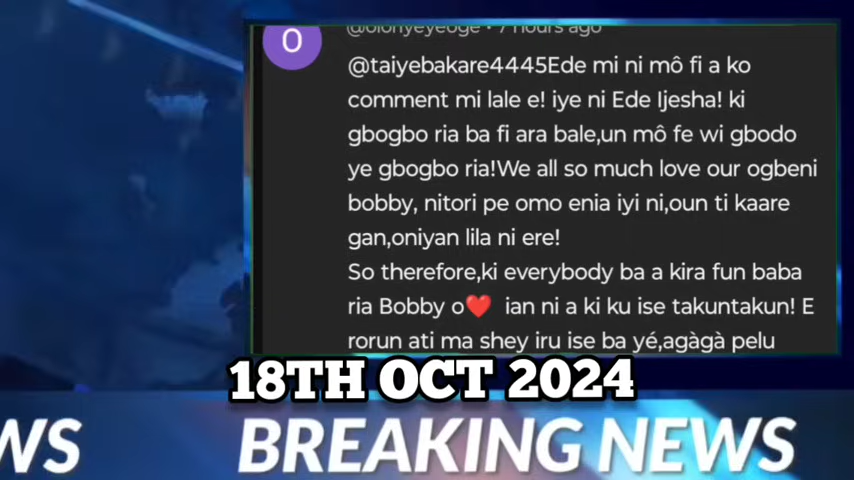 @olonyeyeoge • 7 hours ago
O
@taiyebakare4445Ede mi ni mô fi a ko
comment mi lale e! iye ni Ede Ijesha! ki
gbogbo ria ba fi ara bale,un mô fe wi gbodo
ye gbogbo ria!We all so much love our ogbeni
bobby, nitori pe omo enia iyi ni,oun ti kaare
gan,oniyan lila ni ere!
So therefore,ki everybody ba a kira fun baba
ria Bobby o❤️ ian ni a ki ku ise takuntakun! E
rorun ati ma shey iru ise ba yé,agàgà pelu
18TH OCT 2024
WS BREAKING NEWS